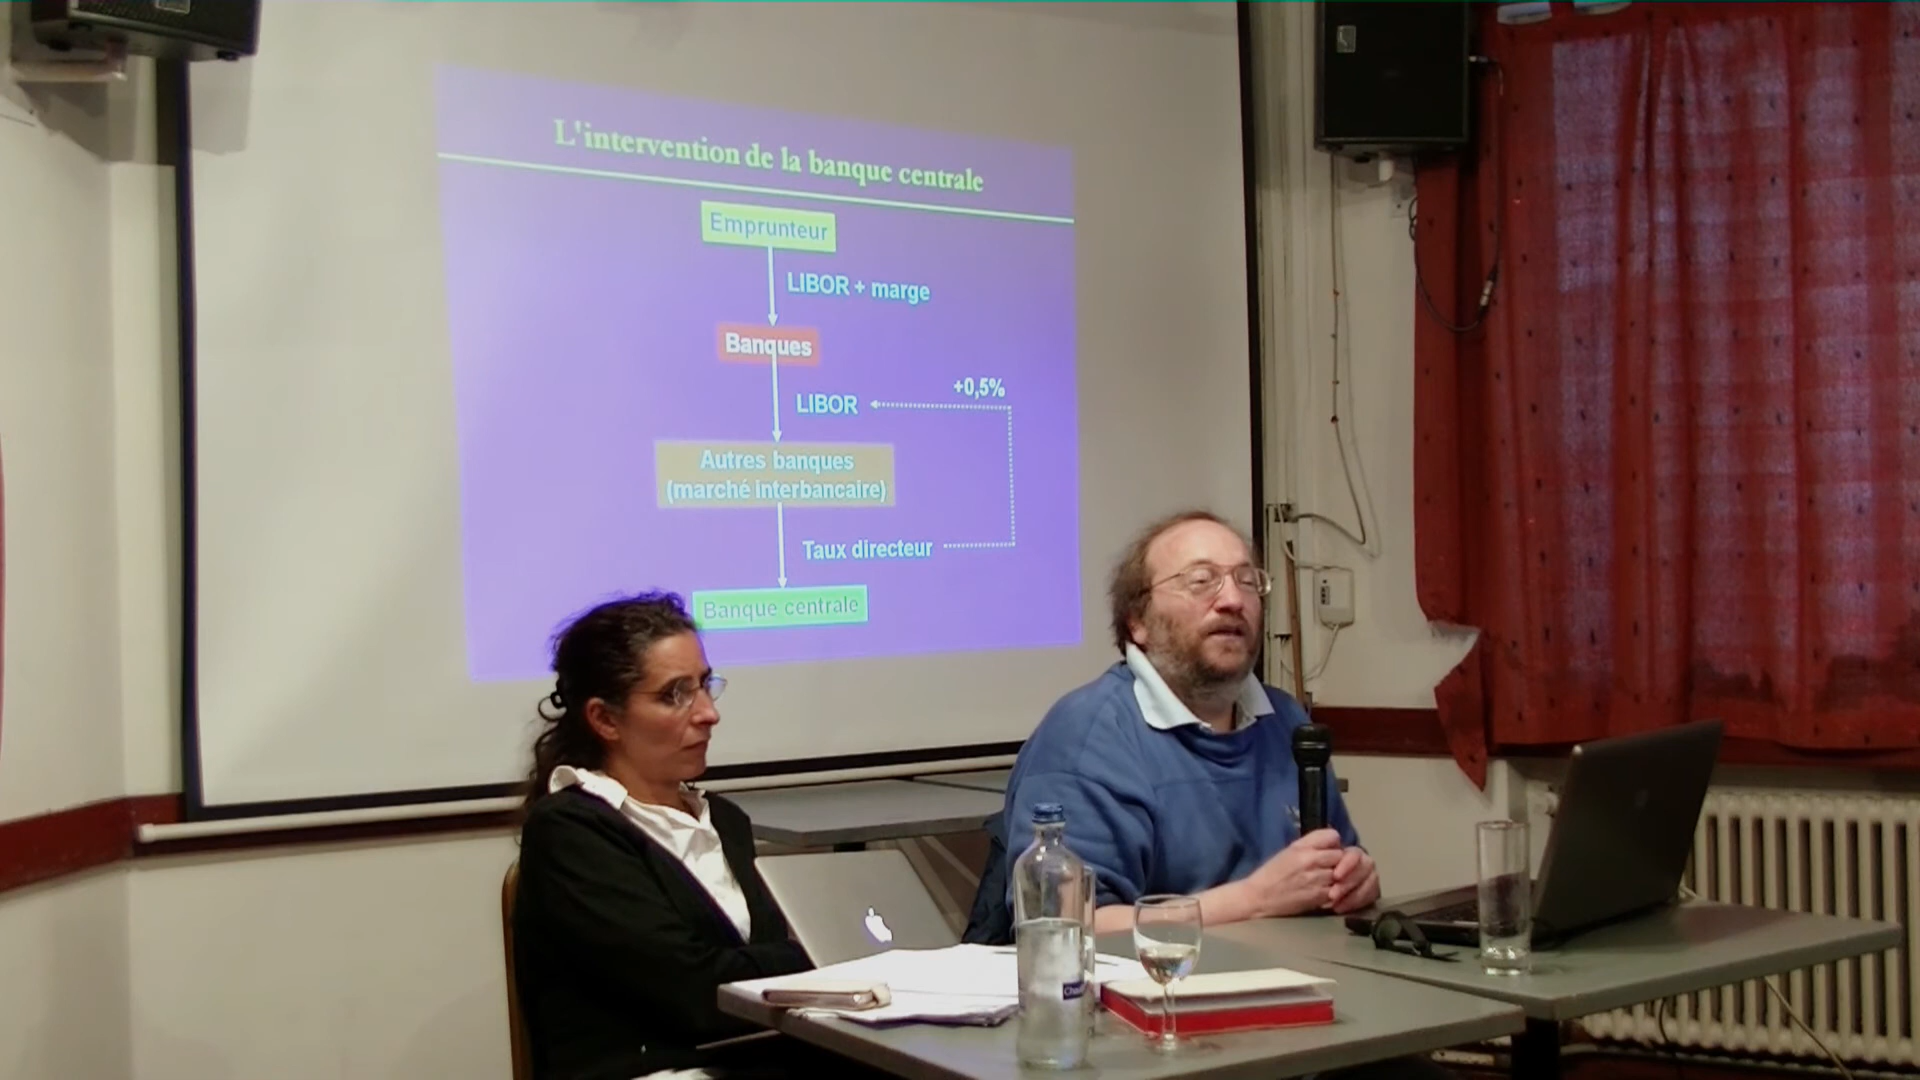 L'intervention de la banque centrale
Emprunteur
LIBOR + marge
Banques
+0,5%
LIBOR
Autres banques
(marché interbancaire)
Taux directeur
Banque centrale